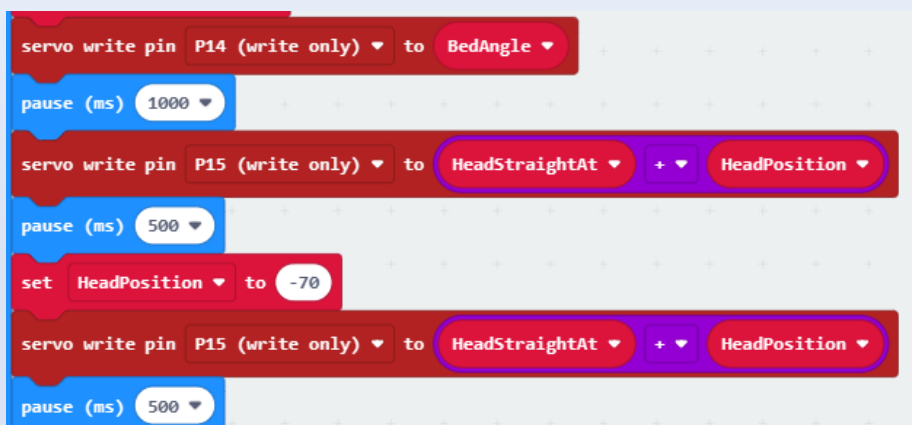 servo write pin P14 (write only) to BedAngle
pause (ms) 1000
servo write pin P15 (write only) to HeadStraightAt + HeadPosition
pause (ms) 500
set HeadPosition to -70
servo write pin P15 (write only) to HeadStraightAt + HeadPosition
pause (ms) 500